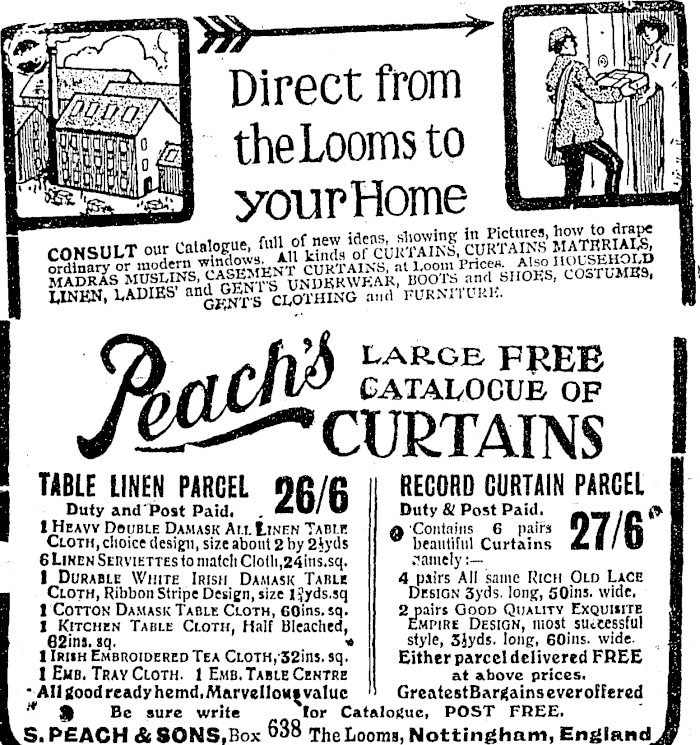 Direct from
the Looms to
your Home
CONSULT our Catalogue, full of new ideas, showing in Pictures, how to drape
ordinary or modern windows. All kinds of CURTAINS, CURTAINS MATRRIALS,
MADRAS MUSLINS, CASEMENT CURTAINS, at Loom Prices. Also HOUSEHOLD
LINEN, LADIES' and GENT'S UNDERWEAR, BOOTS and SHOES, COSTUMES,
GENT'S CLOTHING and FURNITURE.
Peach's
LARGE FREE
CATALOGUE OF
CURTAINS
TABLE LINEN PARCEL
Duty and Post Paid. 26/6
1 HEAVY DOUBLE DAMASK ALL LINEN TABLE
CLOTH, choice design, size about 2 by 2½yds
6 LINEN SERVIETTES to match Cloth, 24ins.sq.
1 DURABLE WHITE IRISH DAMASK TABLE
CLOTH, Ribbon Stripe Design, size yds.sq.
1 COTTON DAMASK TABLE CLOTH, 60ins. sq.
1 KITCHEN TABLE CLOTH, Half Bleached,
62ins. sq.
1 IRISH EMBROIDERED TEA CLOTH, 32ins. sq.
1 EMB. TRAY CLOTH. 1 EMB. TABLE CENTRE
All good ready hemd. Marvellous value
RECORD CURTAIN PARCEL
Duty & Post Paid.
Contains 6 pairs
beautiful Curtains 27/6
namely:—
4 pairs All same RICH OLD LACE
DESIGN 3yds. long, 50ins. wide.
2 pairs GOOD QUALITY EXQUISITE
EMPIRE DESIGN, most successful
style, 3½yds. long, 60ins. wide.
Either parcel delivered FREE
at above prices.
Greatest Bargains ever offered
Be sure write for Catalogue, POST FREE.
S. PEACH & SONS, Box 638 The Looms, Nottingham, England